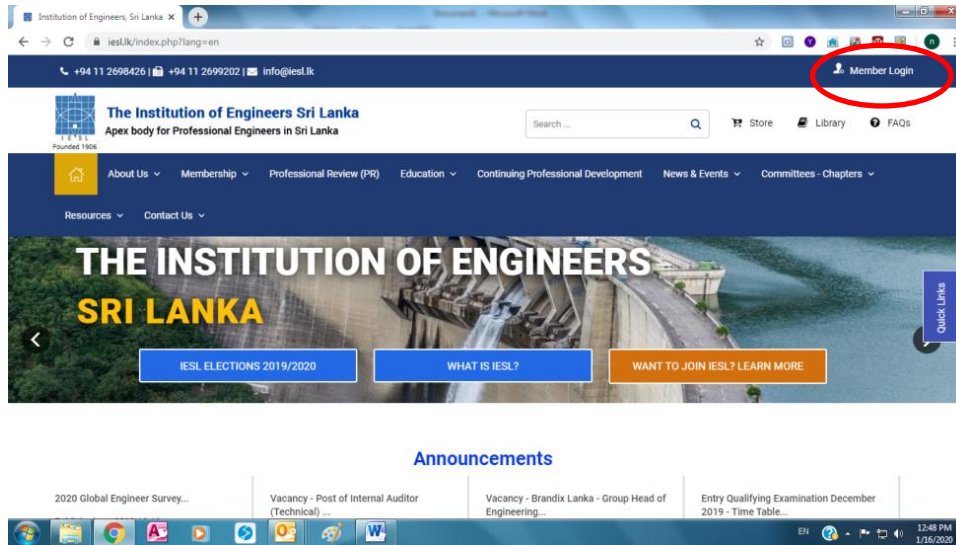 Institution of Engineers, Sri Lanka
iesl.lk/index.php?lang=en
+94 11 2698426 | +94 11 2699202 | info@iesl.lk
Member Login
The Institution of Engineers Sri Lanka
Apex body for Professional Engineers in Sri Lanka
IESL
Founded 1906
Search ...
Store
Library
FAQs
About Us
Membership
Professional Review (PR)
Education
Continuing Professional Development
News & Events
Committees - Chapters
Resources
Contact Us
THE INSTITUTION OF ENGINEERS
SRI LANKA
Quick Links
IESL ELECTIONS 2019/2020
WHAT IS IESL?
WANT TO JOIN IESL? LEARN MORE
Announcements
2020 Global Engineer Survey...
Vacancy - Post of Internal Auditor
(Technical) ...
Vacancy - Brandix Lanka - Group Head of
Engineering...
Entry Qualifying Examination December
2019 - Time Table...
EN
12:48 PM
1/16/2020